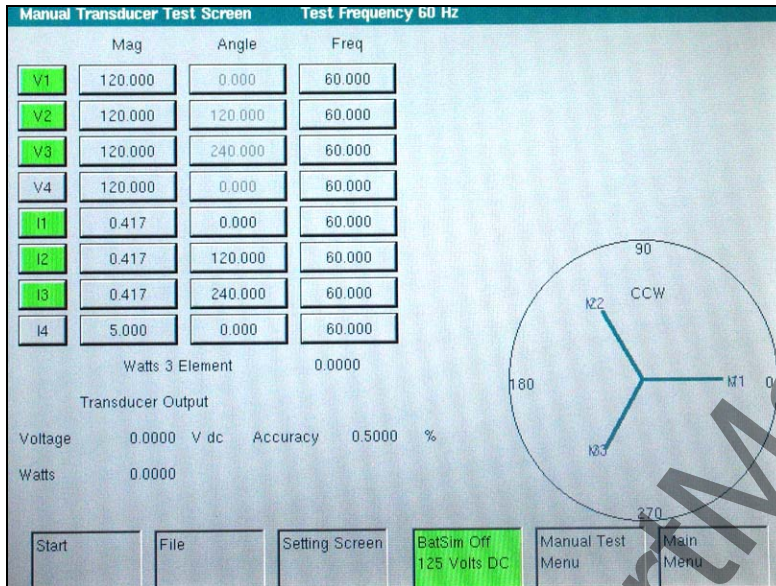 Manual Transducer Test Screen Test Frequency 60 Hz
Mag Angle Freq
V1 120.000 0.000 60.000
V2 120.000 120.000 60.000
V3 120.000 240.000 60.000
V4 120.000 0.000 60.000
I1 0.417 0.000 60.000
I2 0.417 120.000 60.000
I3 0.417 240.000 60.000
I4 5.000 0.000 60.000
Watts 3 Element 0.0000
Transducer Output
Voltage 0.0000 V dc Accuracy 0.5000 %
Watts 0.0000
90
CCW
180
0
270
Start
File
Setting Screen
BatSim Off
125 Volts DC
Manual Test
Menu
Main
Menu